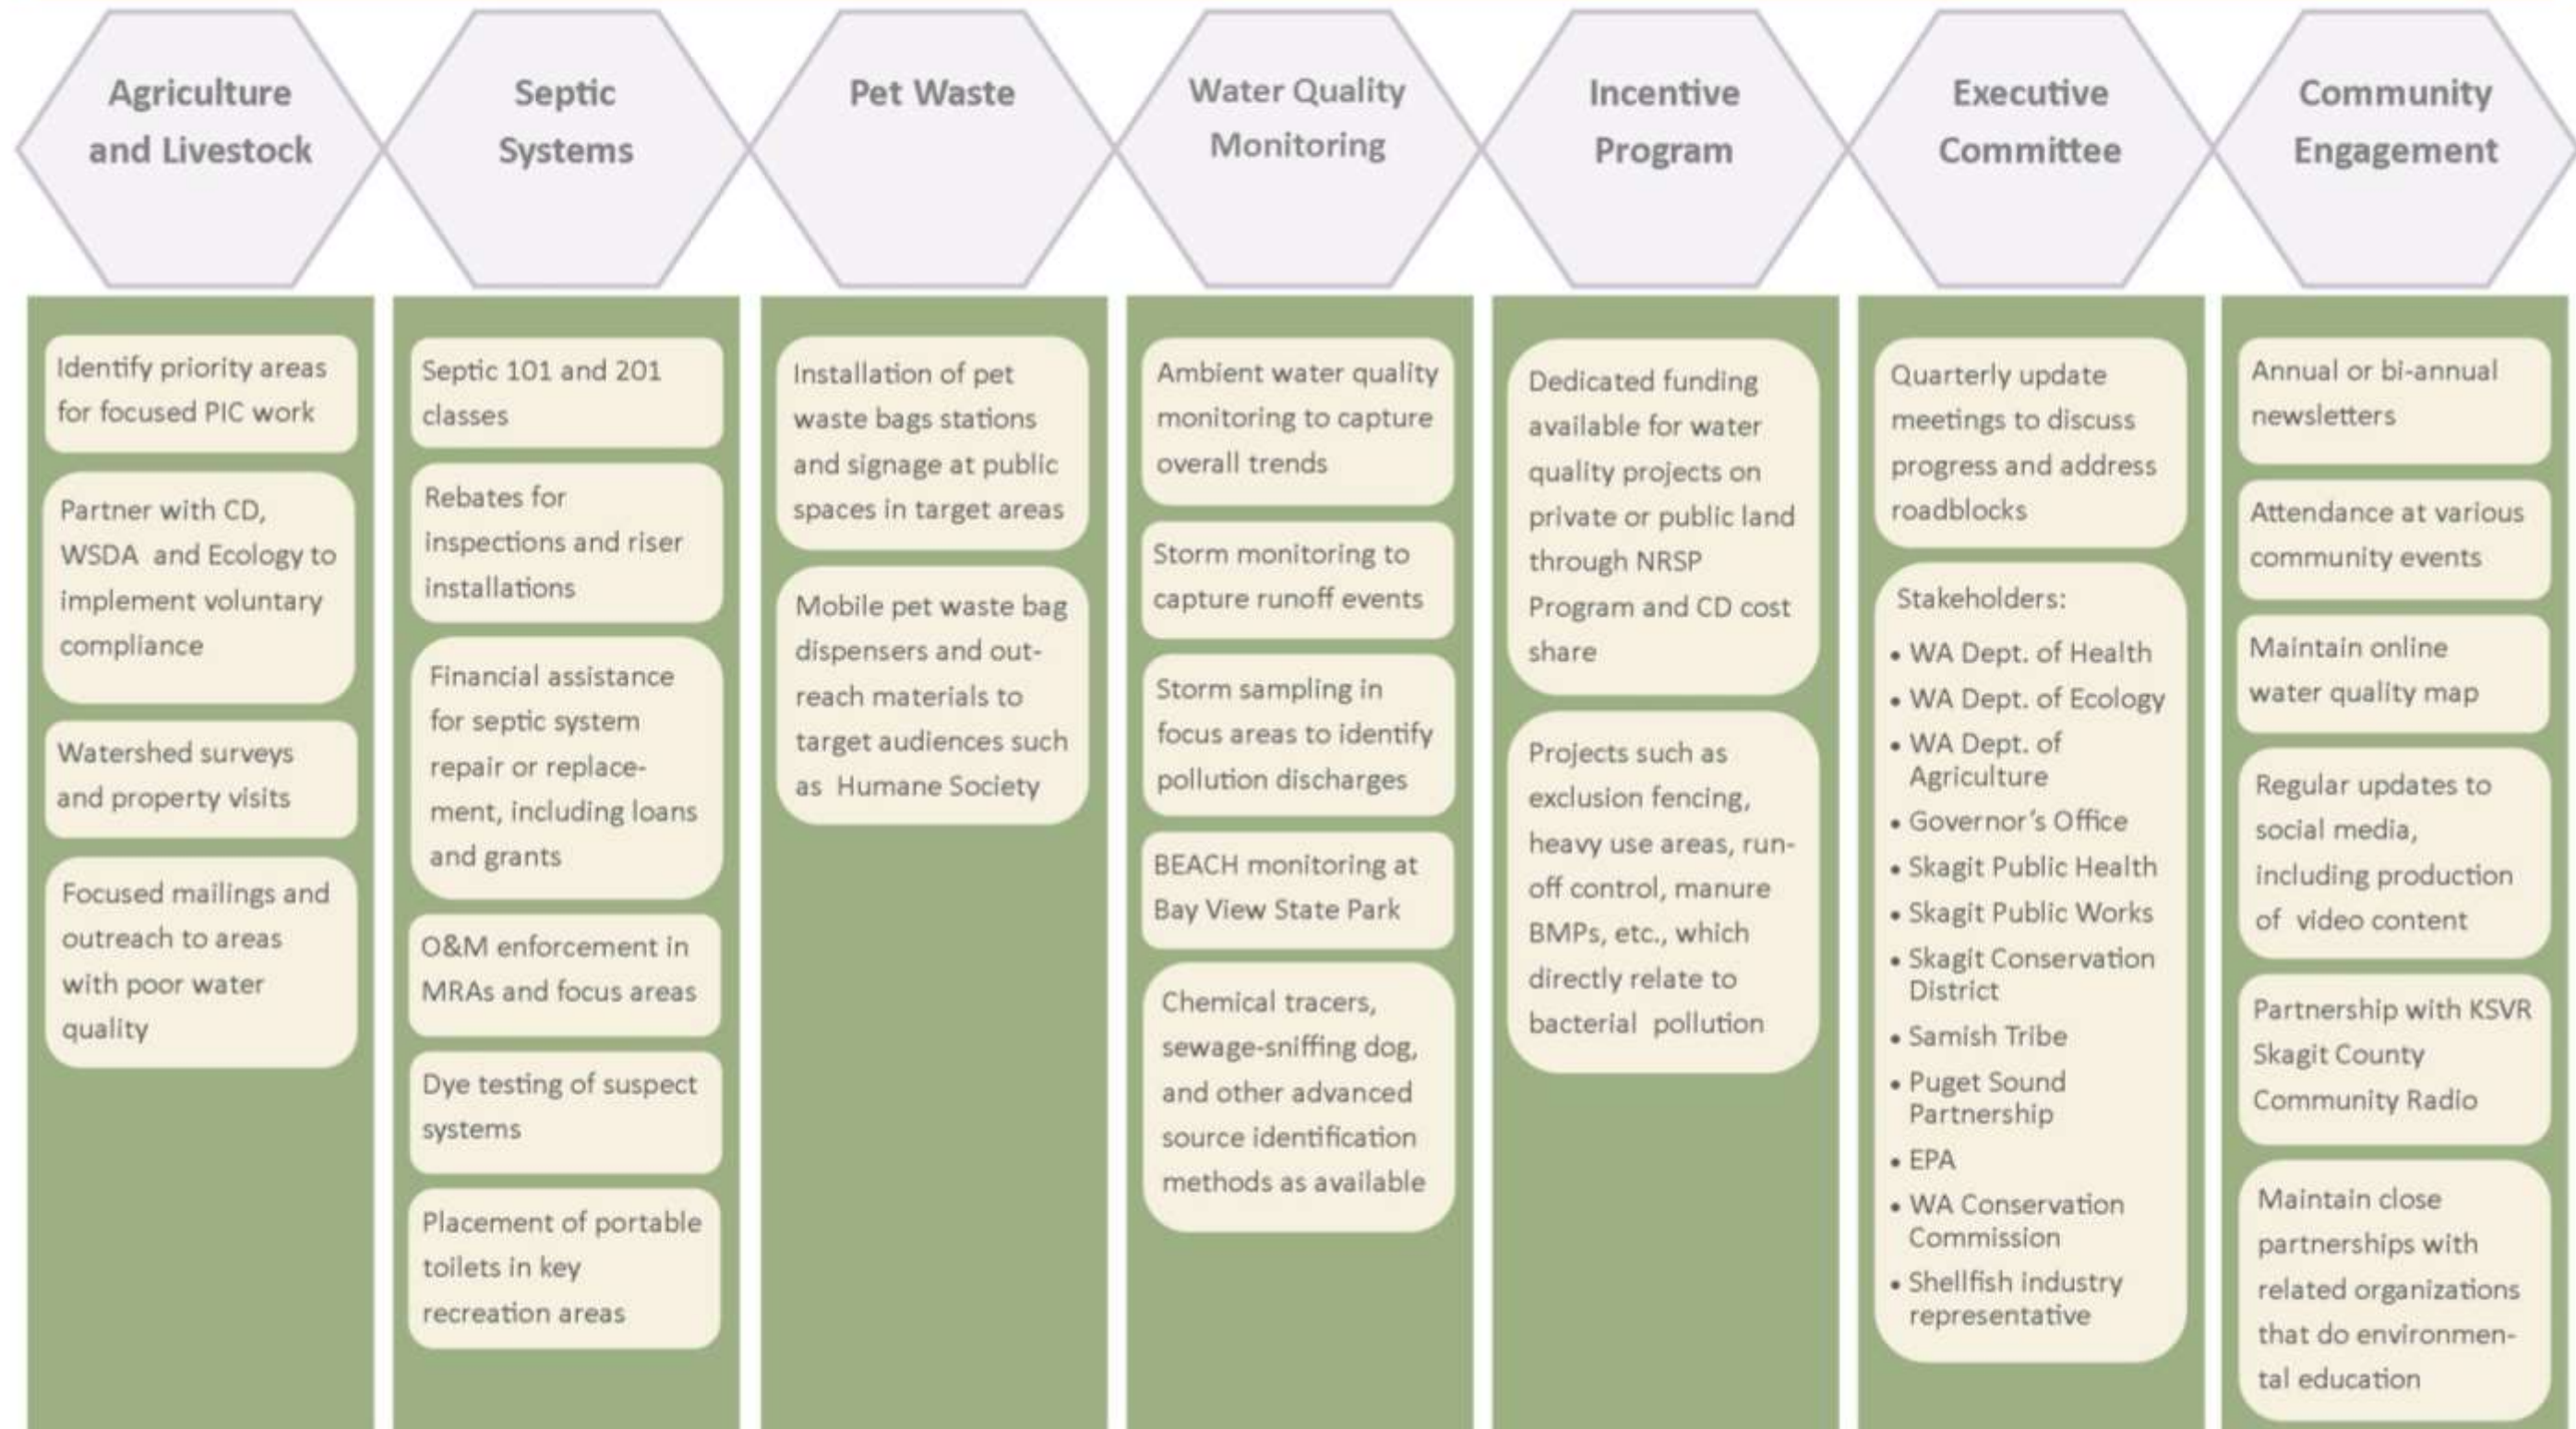 Agriculture
and Livestock
Identify priority areas
for focused PIC work
Partner with CD,
WSDA and Ecology to
implement voluntary
compliance
Watershed surveys
and property visits
Focused mailings and
outreach to areas
with poor water
quality
Septic
Systems
Septic 101 and 201
classes
Rebates for
inspections and riser
installations
Financial assistance
for septic system
repair or replace-
ment, including loans
and grants
O&M enforcement in
MRAs and focus areas
Dye testing of suspect
systems
Placement of portable
toilets in key
recreation areas
Pet Waste
Installation of pet
waste bags stations
and signage at public
spaces in target areas
Mobile pet waste bag
dispensers and out-
reach materials to
target audiences such
as Humane Society
Water Quality
Monitoring
Ambient water quality
monitoring to capture
overall trends
Storm monitoring to
capture runoff events
Storm sampling in
focus areas to identify
pollution discharges
BEACH monitoring at
Bay View State Park
Chemical tracers,
sewage-sniffing dog,
and other advanced
source identification
methods as available
Incentive
Program
Dedicated funding
available for water
quality projects on
private or public land
through NRSP
Program and CD cost
share
Projects such as
exclusion fencing,
heavy use areas, run-
off control, manure
BMPs, etc., which
directly relate to
bacterial pollution
Executive
Committee
Quarterly update
meetings to discuss
progress and address
roadblocks
Stakeholders:
• WA Dept. of Health
• WA Dept. of Ecology
• WA Dept. of
Agriculture
• Governor's Office
• Skagit Public Health
• Skagit Public Works
• Skagit Conservation
District
• Samish Tribe
• Puget Sound
Partnership
• EPA
• WA Conservation
Commission
• Shellfish industry
representative
Community
Engagement
Annual or bi-annual
newsletters
Attendance at various
community events
Maintain online
water quality map
Regular updates to
social media,
including production
of video content
Partnership with KSVR
Skagit County
Community Radio
Maintain close
partnerships with
related organizations
that do environmen-
tal education